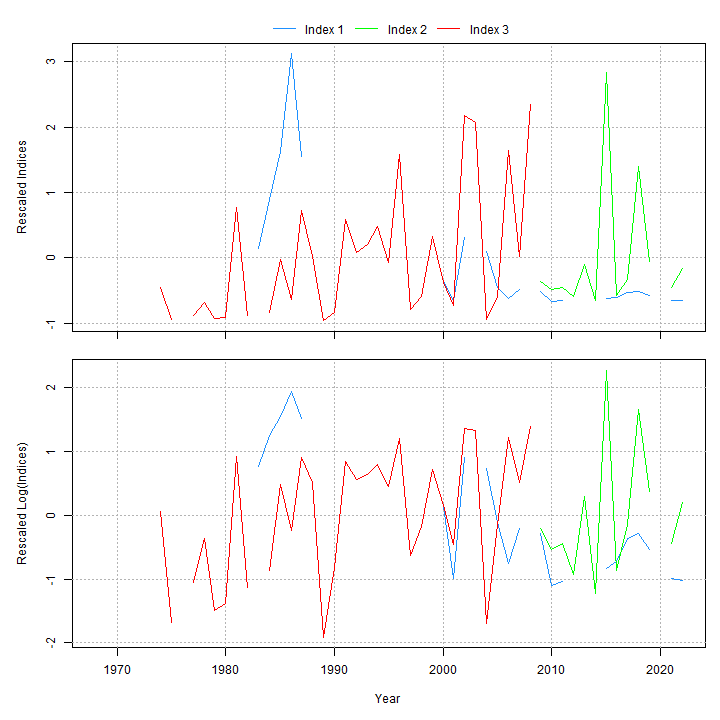 Index 1 Index 2 Index 3
3
2
1
0
-1
Rescaled Indices
2
1
0
-1
-2
Rescaled Log(Indices)
1970 1980 1990 2000 2010 2020
Year